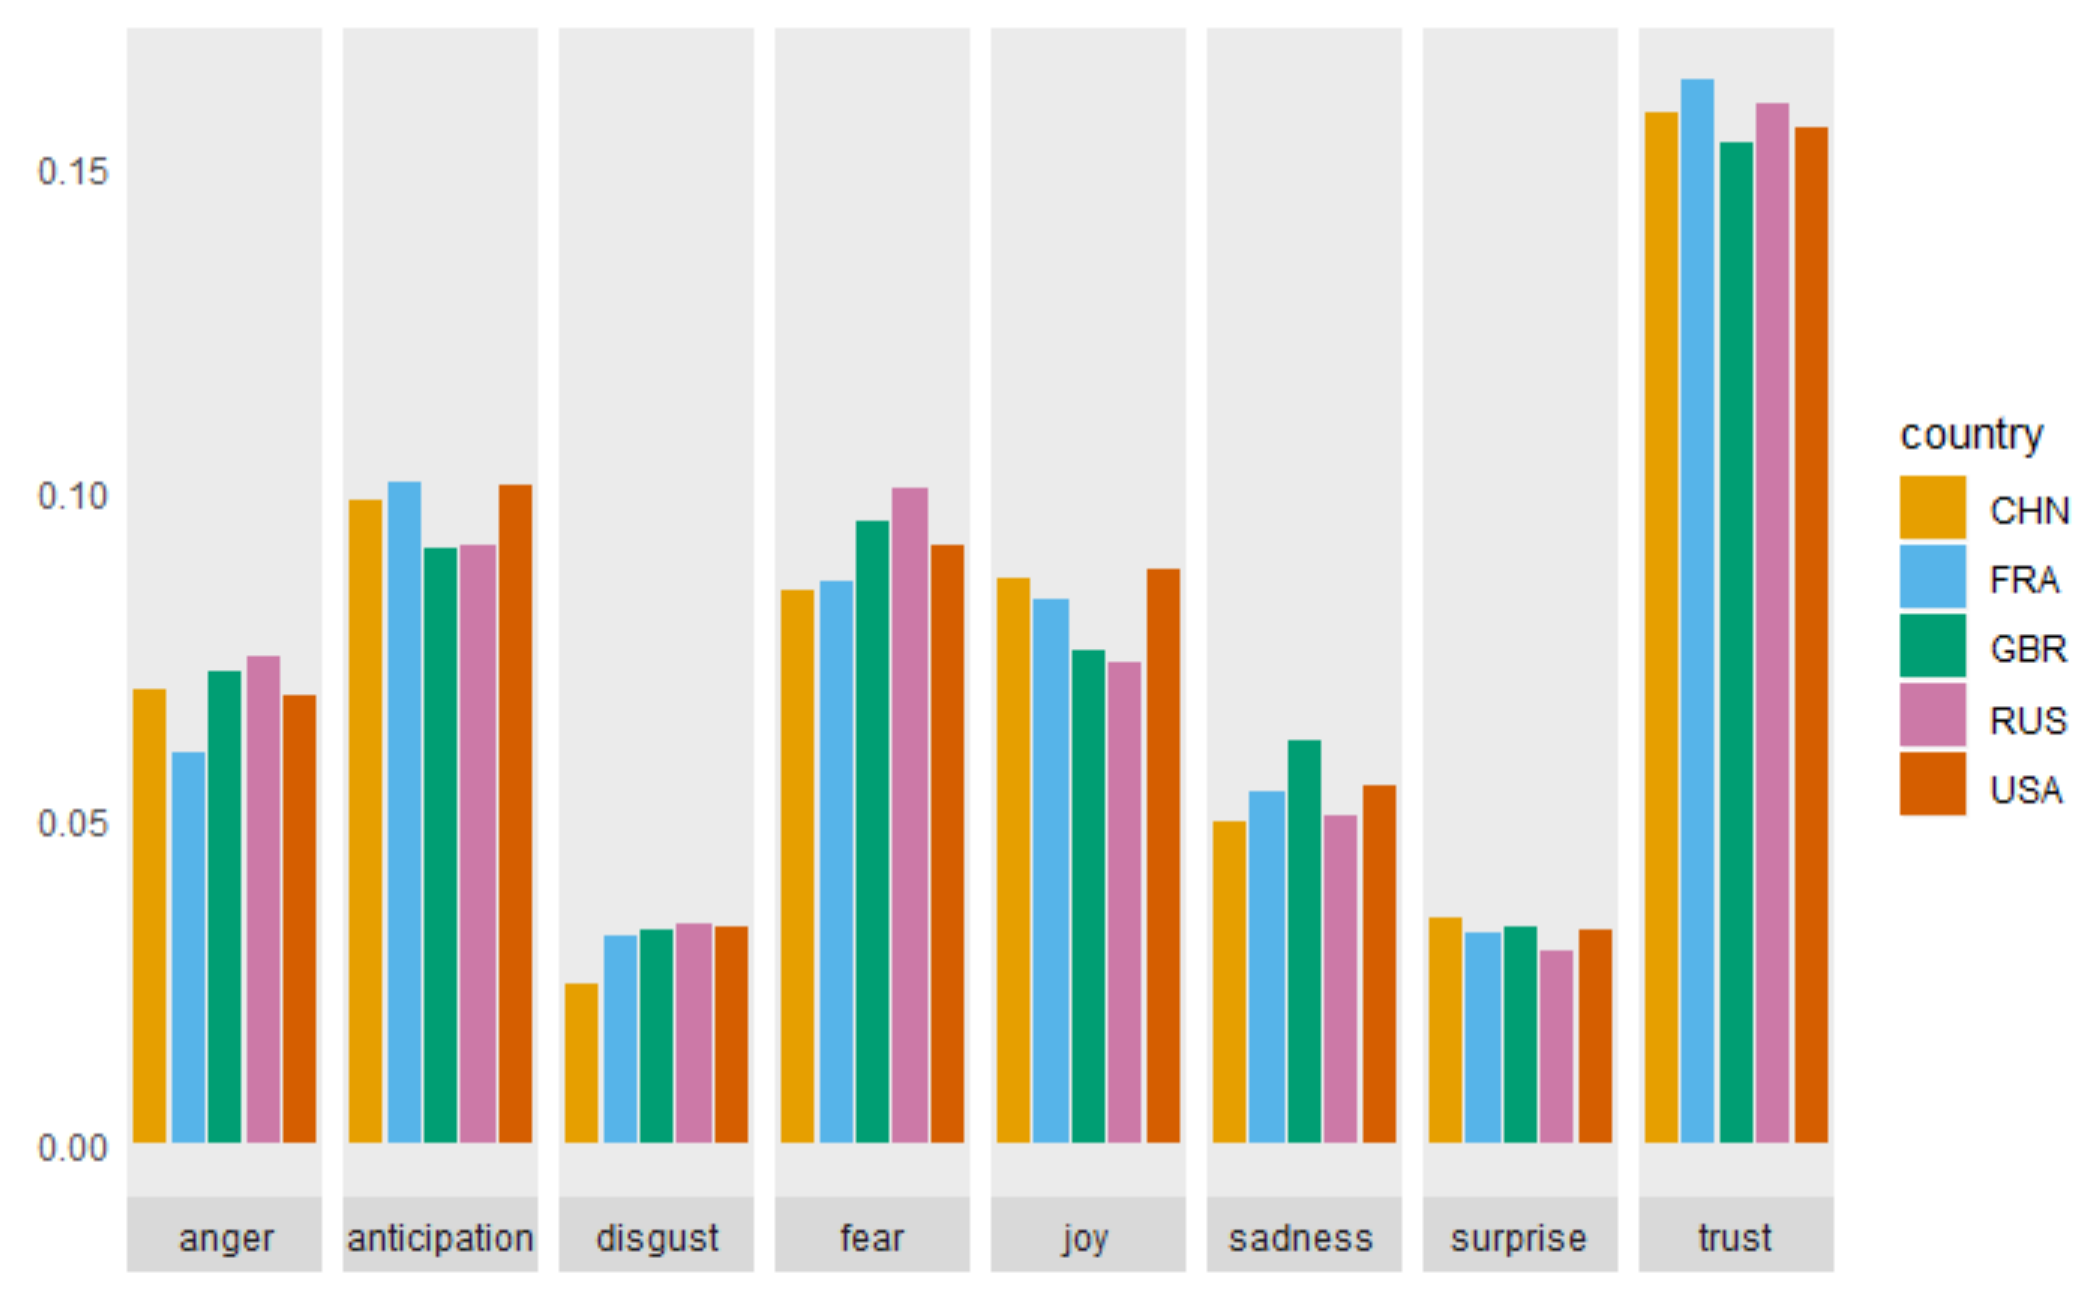 0.15
0.10
0.05
0.00
anger
anticipation
disgust
fear
joy
sadness
surprise
trust
country
CHN
FRA
GBR
RUS
USA